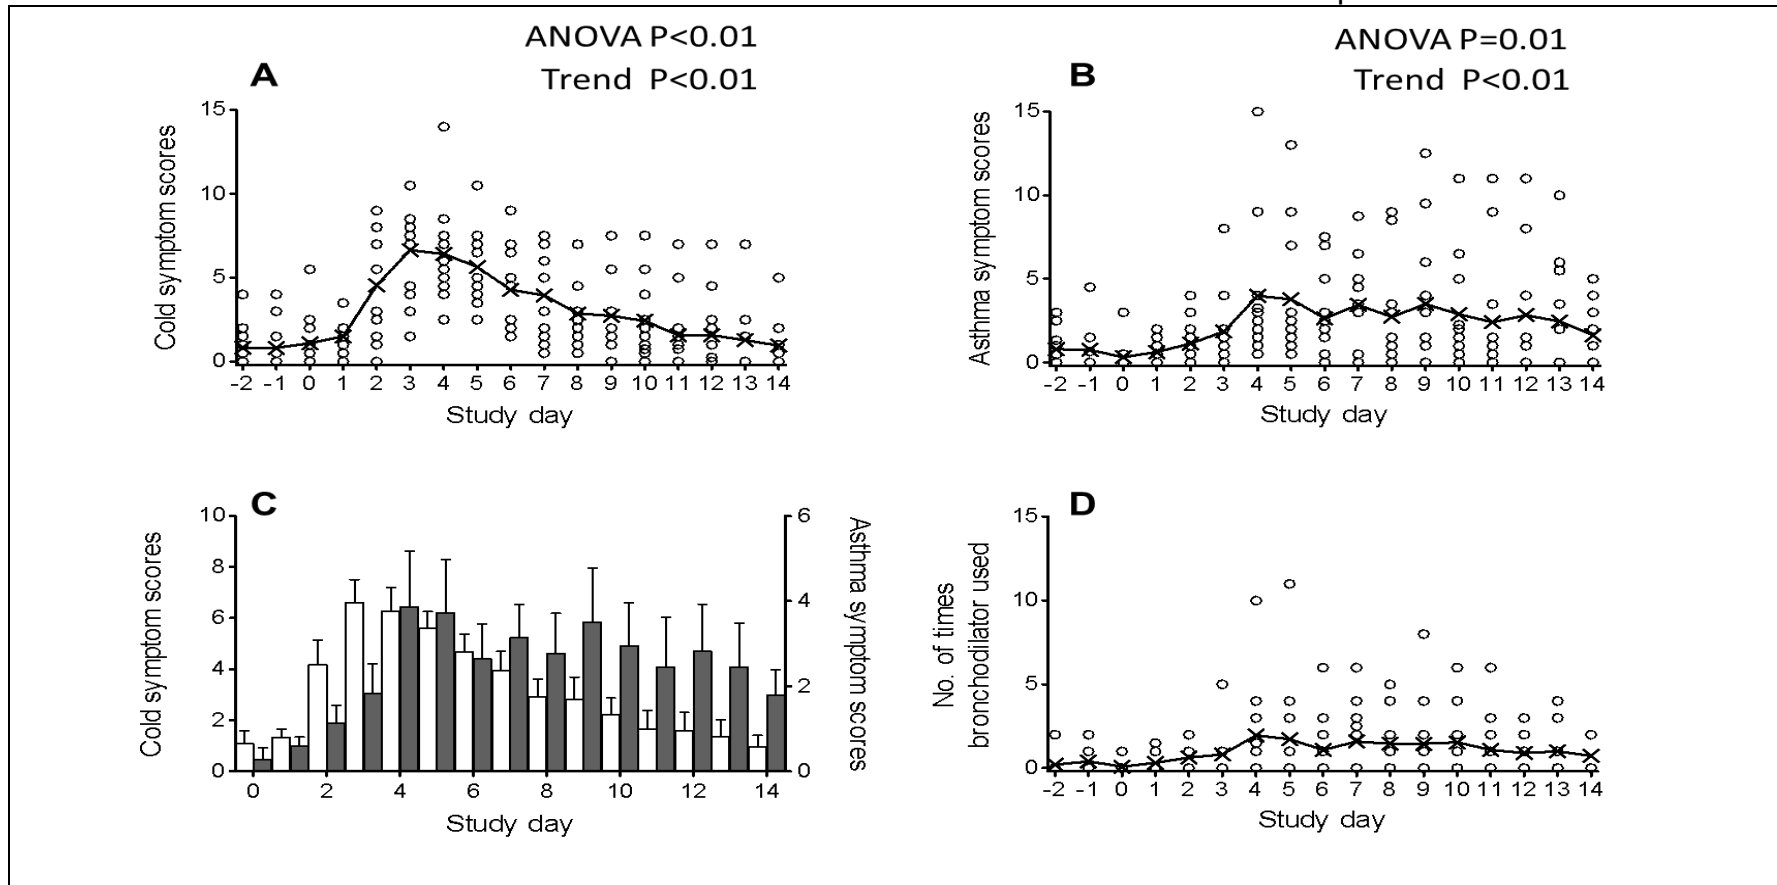 ANOVA P<0.01
Trend P<0.01
A
15
10
5
0
Cold symptom scores
-2 -1 0 1 2 3 4 5 6 7 8 9 10 11 12 13 14
Study day
ANOVA P=0.01
Trend P<0.01
B
15
10
5
0
Asthma symptom scores
-2 -1 0 1 2 3 4 5 6 7 8 9 10 11 12 13 14
Study day
C
10
8
6
4
2
0
Cold symptom scores
6
4
2
0
Asthma symptom scores
0 2 4 6 8 10 12 14
Study day
D
15
10
5
0
No. of times
bronchodilator used
-2 -1 0 1 2 3 4 5 6 7 8 9 10 11 12 13 14
Study day